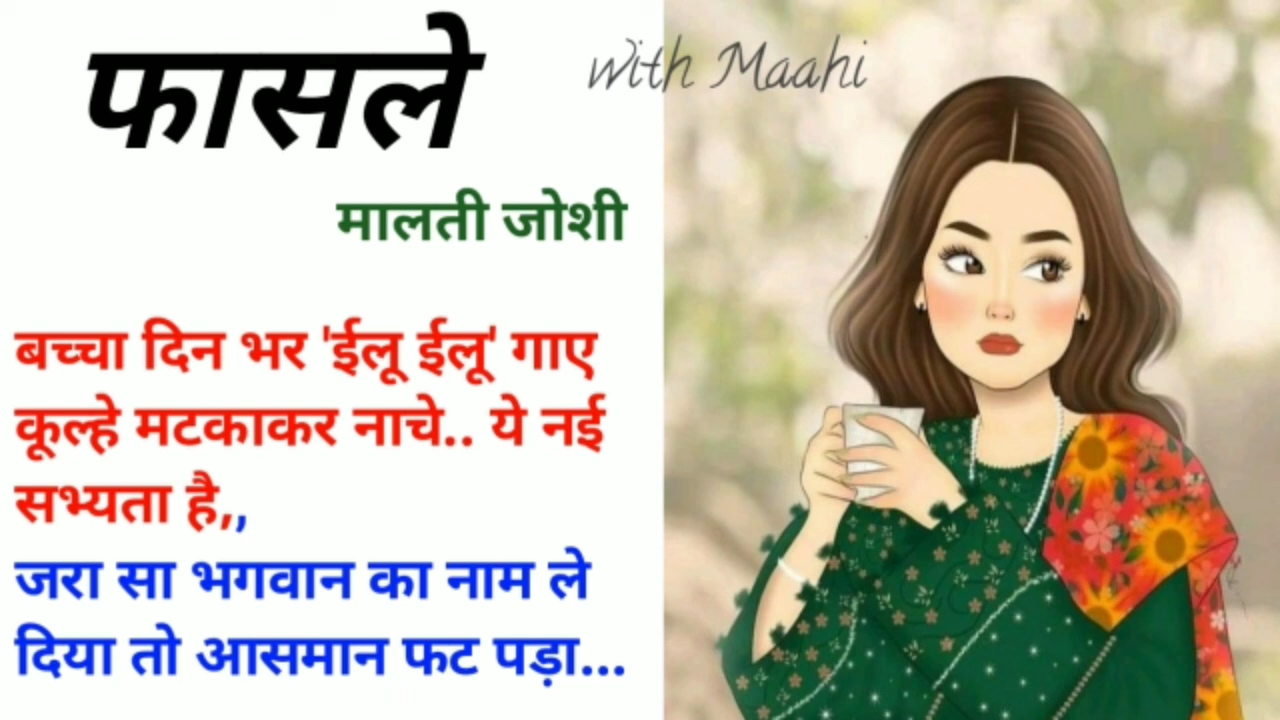 फासले
with Maahi
मालती जोशी
बच्चा दिन भर 'ईलू ईलू' गाए
कूल्हे मटकाकर नाचे.. ये नई
सभ्यता है,,
जरा सा भगवान का नाम ले
दिया तो आसमान फट पड़ा...